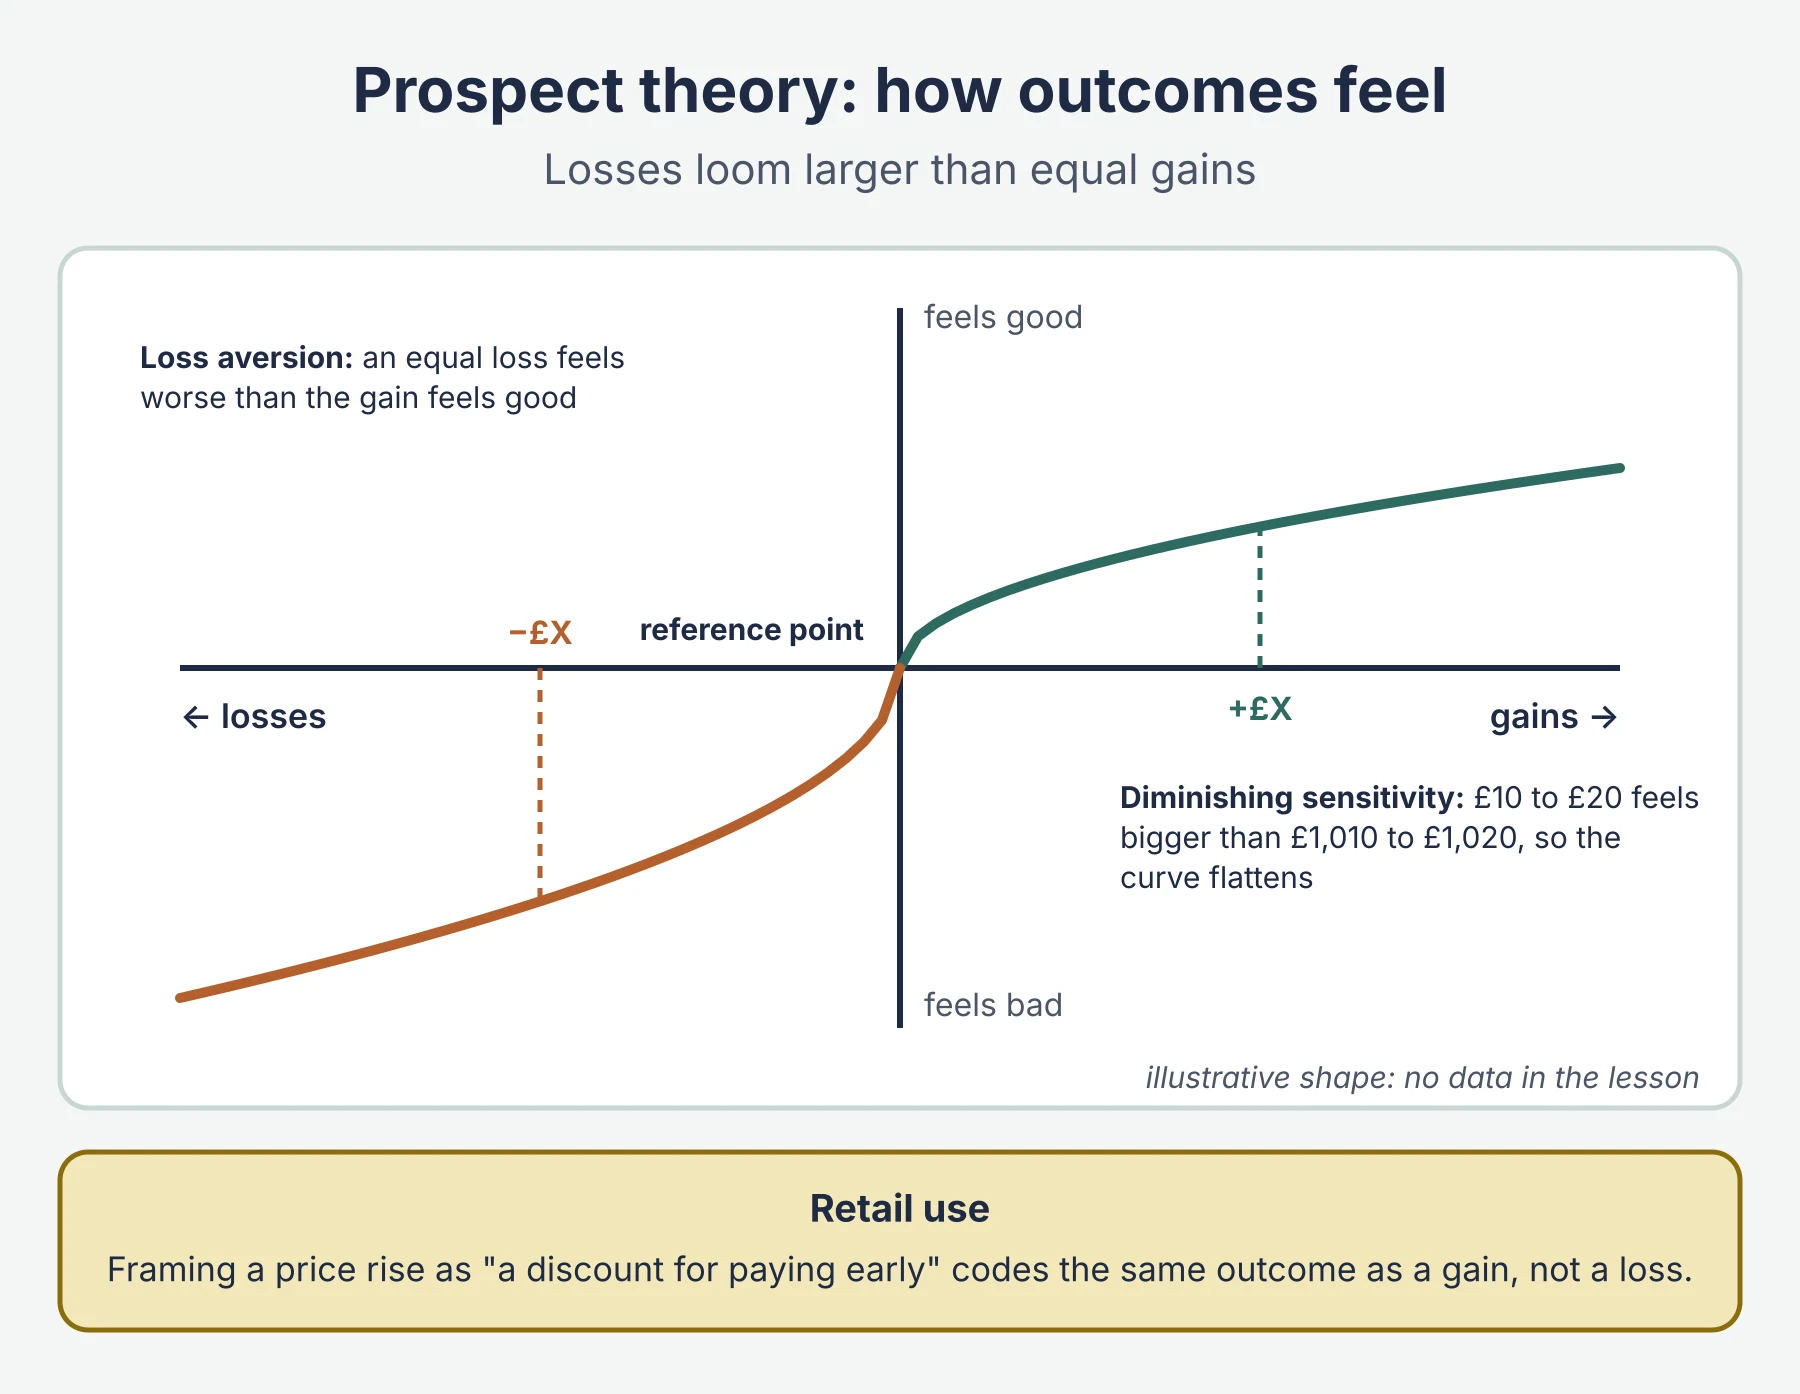 Prospect theory: how outcomes feel
Losses loom larger than equal gains
feels good
Loss aversion: an equal loss feels
worse than the gain feels good
−£X
reference point
← losses
+£X
gains →
Diminishing sensitivity: £10 to £20 feels
bigger than £1,010 to £1,020, so the
curve flattens
feels bad
illustrative shape: no data in the lesson
Retail use
Framing a price rise as "a discount for paying early" codes the same outcome as a gain, not a loss.